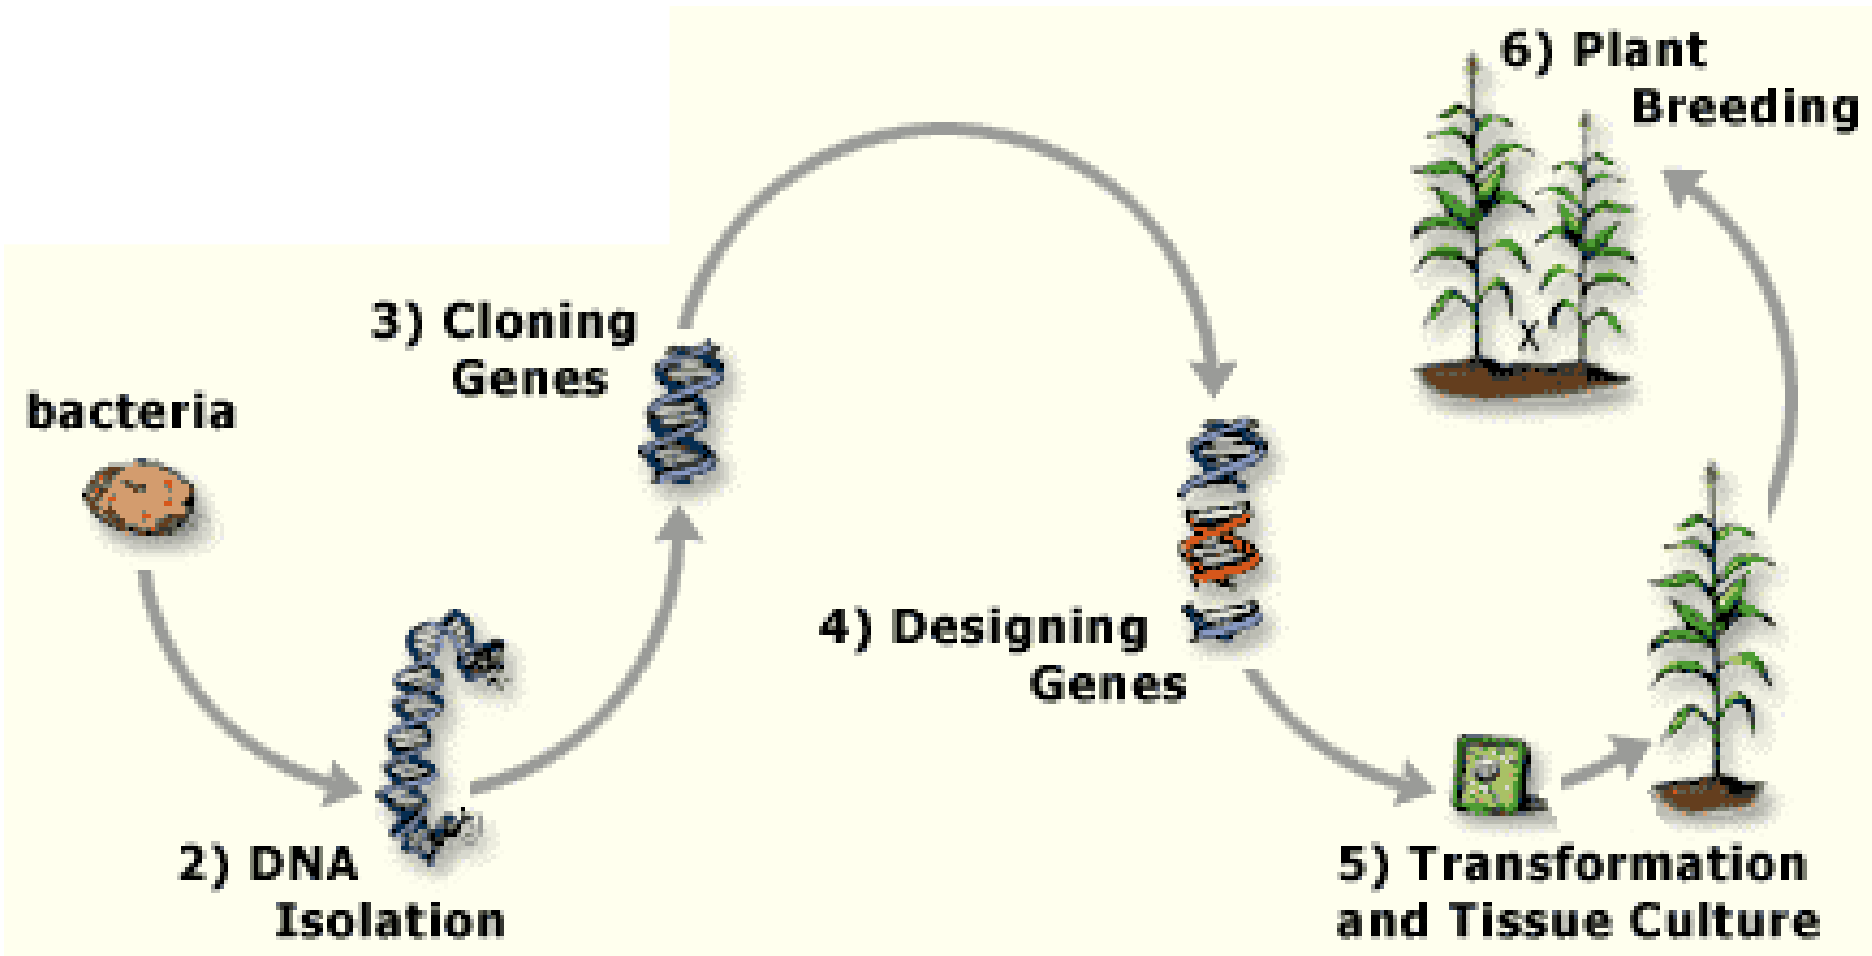 bacteria
2) DNA
Isolation
3) Cloning
Genes
4) Designing
Genes
5) Transformation
and Tissue Culture
6) Plant
Breeding
X